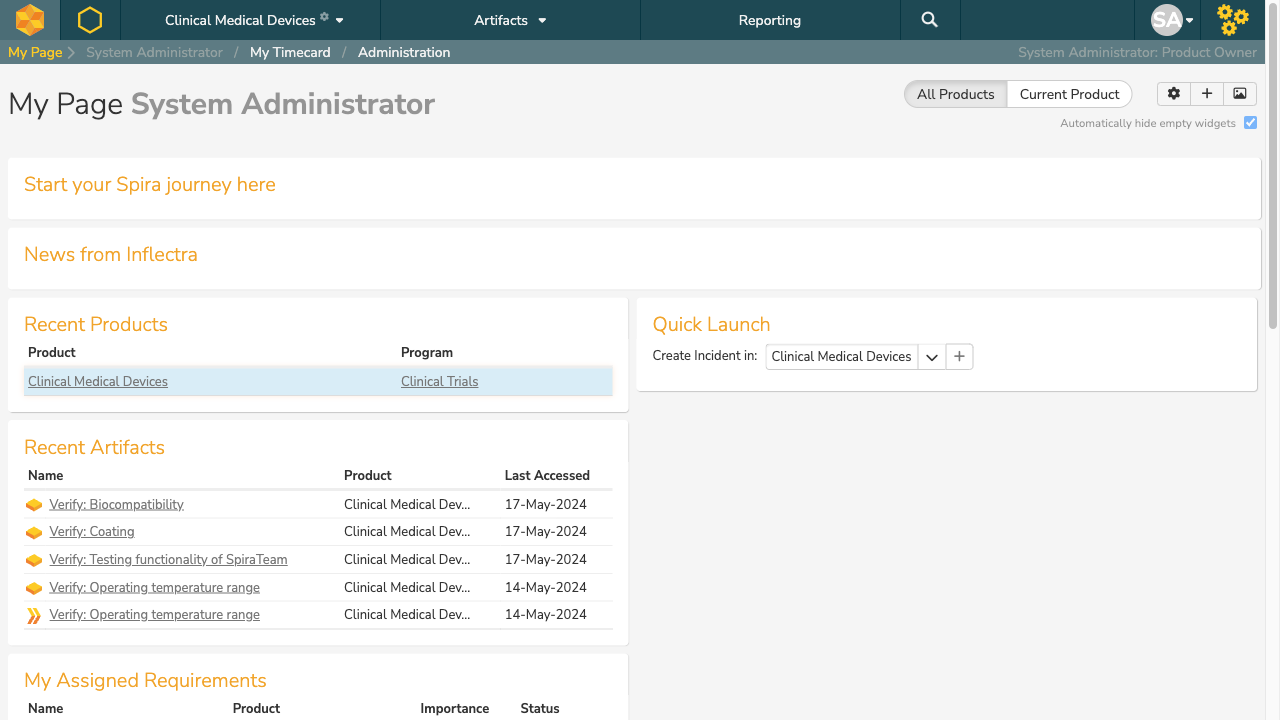 Clinical Medical Devices
Artifacts
Reporting
SA
My Page
System Administrator / My Timecard / Administration
System Administrator: Product Owner
My Page System Administrator
All Products
Current Product
Automatically hide empty widgets
Start your Spira journey here
News from Inflectra
Recent Products
Product Program
Clinical Medical Devices Clinical Trials
Quick Launch
Create Incident in: Clinical Medical Devices
Recent Artifacts
Name Product Last Accessed
Verify: Biocompatibility Clinical Medical Dev... 17-May-2024
Verify: Coating Clinical Medical Dev... 17-May-2024
Verify: Testing functionality of SpiraTeam Clinical Medical Dev... 17-May-2024
Verify: Operating temperature range Clinical Medical Dev... 14-May-2024
Verify: Operating temperature range Clinical Medical Dev... 14-May-2024
My Assigned Requirements
Name Product Importance Status